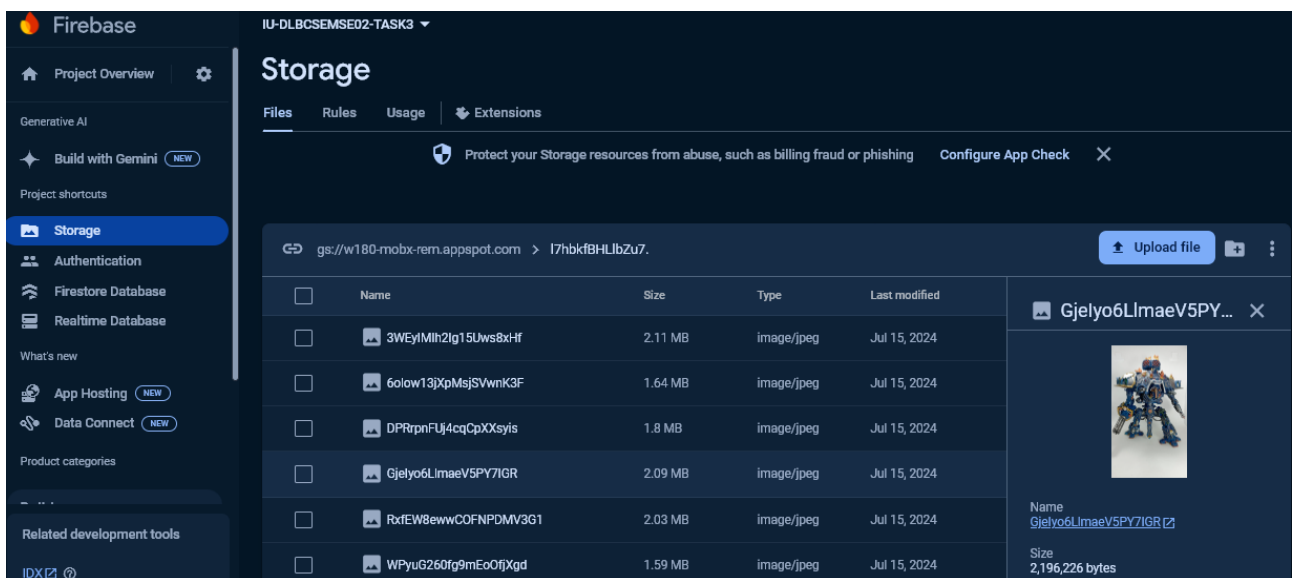 Firebase
Project Overview
Generative AI
Build with Gemini NEW
Project shortcuts
Storage
Authentication
Firestore Database
Realtime Database
What's new
App Hosting NEW
Data Connect NEW
Product categories
Related development tools
IDX
IU-DLBCSEMSE02-TASK3
Storage
Files Rules Usage Extensions
Protect your Storage resources from abuse, such as billing fraud or phishing Configure App Check
gs://w180-mobx-rem.appspot.com > l7hbkfBHLlbZu7.
Upload file
Name Size Type Last modified
3WEyIMlh2Ig15Uws8xHf 2.11 MB image/jpeg Jul 15, 2024
6olow13jXpMsjSVwnK3F 1.64 MB image/jpeg Jul 15, 2024
DPRrpnFUj4cqCpXXsyis 1.8 MB image/jpeg Jul 15, 2024
Gjelyo6LlmaeV5PY7IGR 2.09 MB image/jpeg Jul 15, 2024
RxfEW8ewwCOFNPDMV3G1 2.03 MB image/jpeg Jul 15, 2024
WPyuG260fg9mEoOfjXgd 1.59 MB image/jpeg Jul 15, 2024
Gjelyo6LlmaeV5PY...
Name
Gjelyo6LlmaeV5PY7IGR
Size
2,196,226 bytes